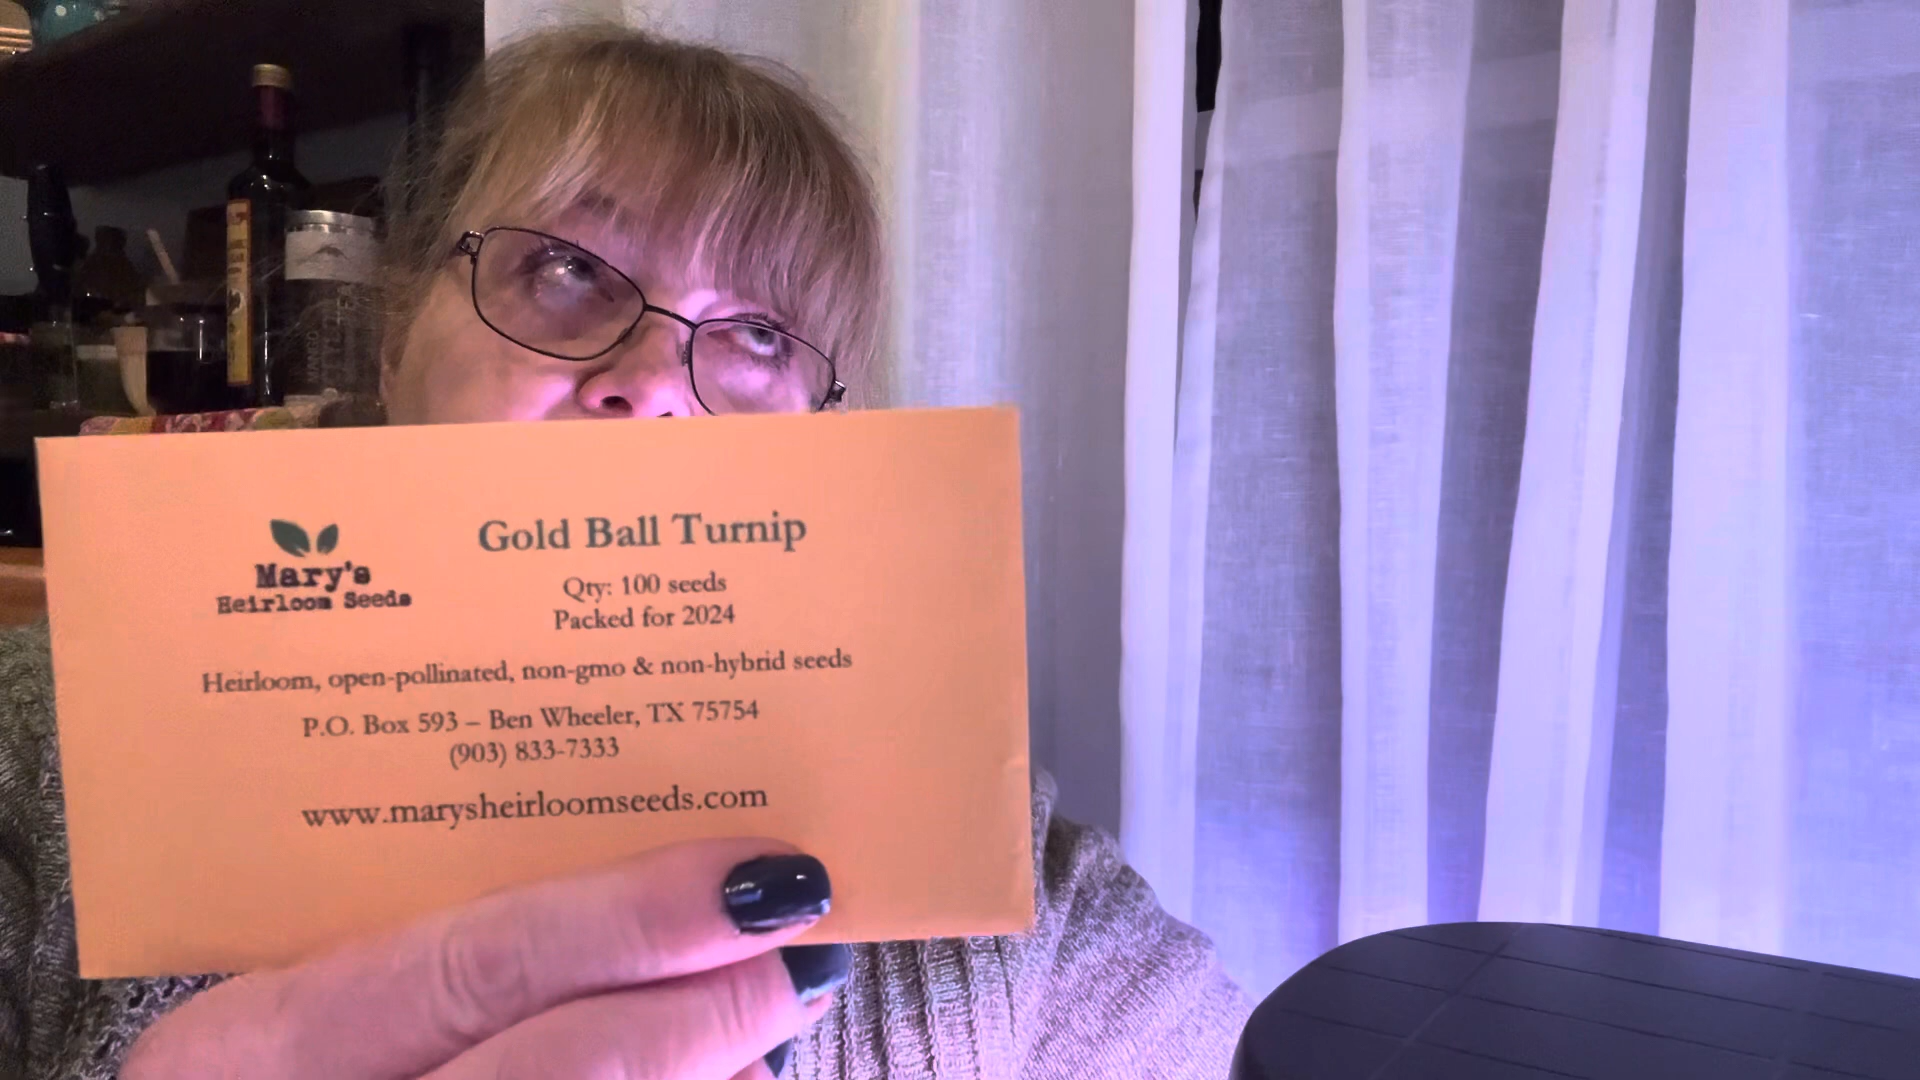 Mary's
Heirloom Seeds
Gold Ball Turnip
Qty: 100 seeds
Packed for 2024
Heirloom, open-pollinated, non-gmo & non-hybrid seeds
P.O. Box 593 – Ben Wheeler, TX 75754
(903) 833-7333
www.marysheirloomseeds.com